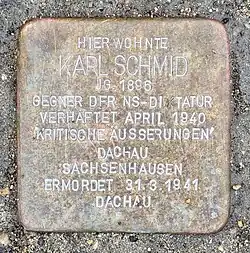 HIER WOHNTE
KARL SCHMID
JG. 1896
GEGNER DER NS-DIKTATUR
VERHAFTET APRIL 1940
'KRITISCHE ÄUSSERUNGEN'
DACHAU
SACHSENHAUSEN
ERMORDET 31.3.1941
DACHAU